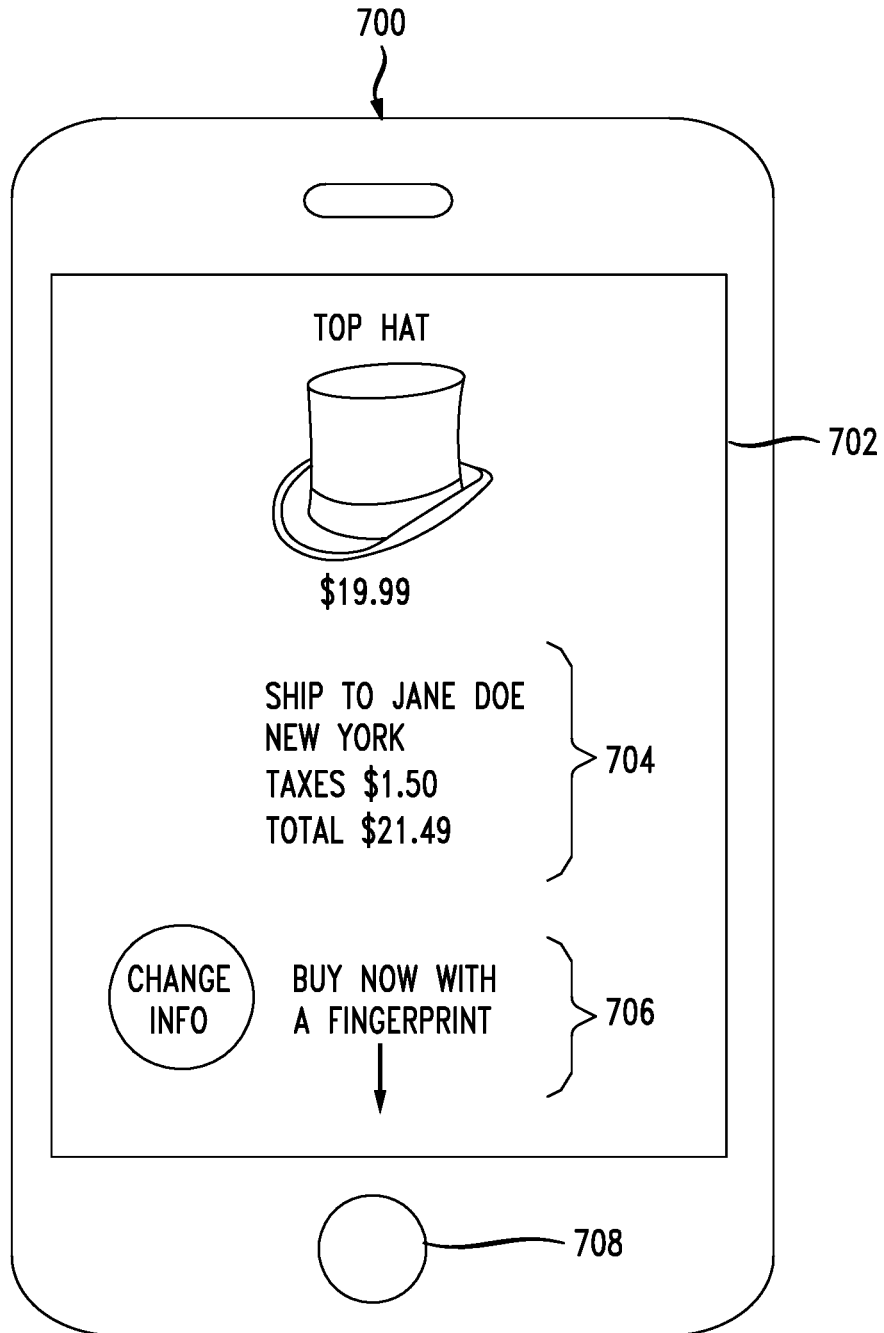 700
TOP HAT
702
$19.99
SHIP TO JANE DOE
NEW YORK
TAXES $1.50
TOTAL $21.49
704
CHANGE
INFO
BUY NOW WITH
A FINGERPRINT
706
708